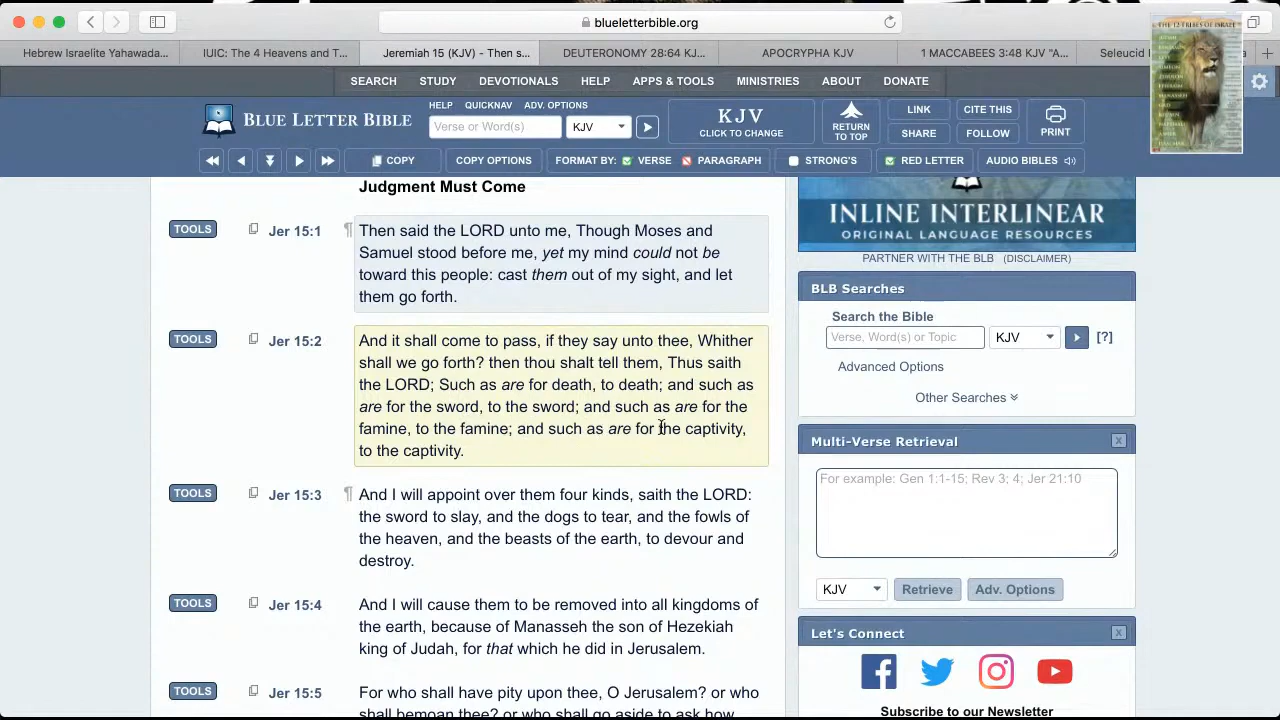 blueletterbible.org
Hebrew Israelite Yahawada...
IUIC: The 4 Heavens and T...
Jeremiah 15 (KJV) - Then s...
DEUTERONOMY 28:64 KJ...
APOCRYPHA KJV
1 MACCABEES 3:48 KJV "A...
Seleucid
THE 12 TRIBES OF ISRAEL
SEARCH STUDY DEVOTIONALS HELP APPS & TOOLS MINISTRIES ABOUT DONATE
BLUE LETTER BIBLE
HELP QUICKNAV ADV. OPTIONS
Verse or Word(s) KJV
KJV
CLICK TO CHANGE
RETURN
TO TOP
LINK CITE THIS
SHARE FOLLOW
PRINT
COPY COPY OPTIONS FORMAT BY: VERSE PARAGRAPH STRONG'S RED LETTER AUDIO BIBLES
Judgment Must Come
TOOLS Jer 15:1 ¶ Then said the LORD unto me, Though Moses and
Samuel stood before me, yet my mind could not be
toward this people: cast them out of my sight, and let
them go forth.
TOOLS Jer 15:2 And it shall come to pass, if they say unto thee, Whither
shall we go forth? then thou shalt tell them, Thus saith
the LORD; Such as are for death, to death; and such as
are for the sword, to the sword; and such as are for the
famine, to the famine; and such as are for the captivity,
to the captivity.
TOOLS Jer 15:3 ¶ And I will appoint over them four kinds, saith the LORD:
the sword to slay, and the dogs to tear, and the fowls of
the heaven, and the beasts of the earth, to devour and
destroy.
TOOLS Jer 15:4 And I will cause them to be removed into all kingdoms of
the earth, because of Manasseh the son of Hezekiah
king of Judah, for that which he did in Jerusalem.
TOOLS Jer 15:5 For who shall have pity upon thee, O Jerusalem? or who
shall bemoan thee? or who shall go aside to ask how
INLINE INTERLINEAR
ORIGINAL LANGUAGE RESOURCES
PARTNER WITH THE BLB (DISCLAIMER)
BLB Searches
Search the Bible
Verse, Word(s) or Topic KJV [?]
Advanced Options
Other Searches
Multi-Verse Retrieval X
For example: Gen 1:1-15; Rev 3; 4; Jer 21:10
KJV Retrieve Adv. Options
Let's Connect X
Subscribe to our Newsletter